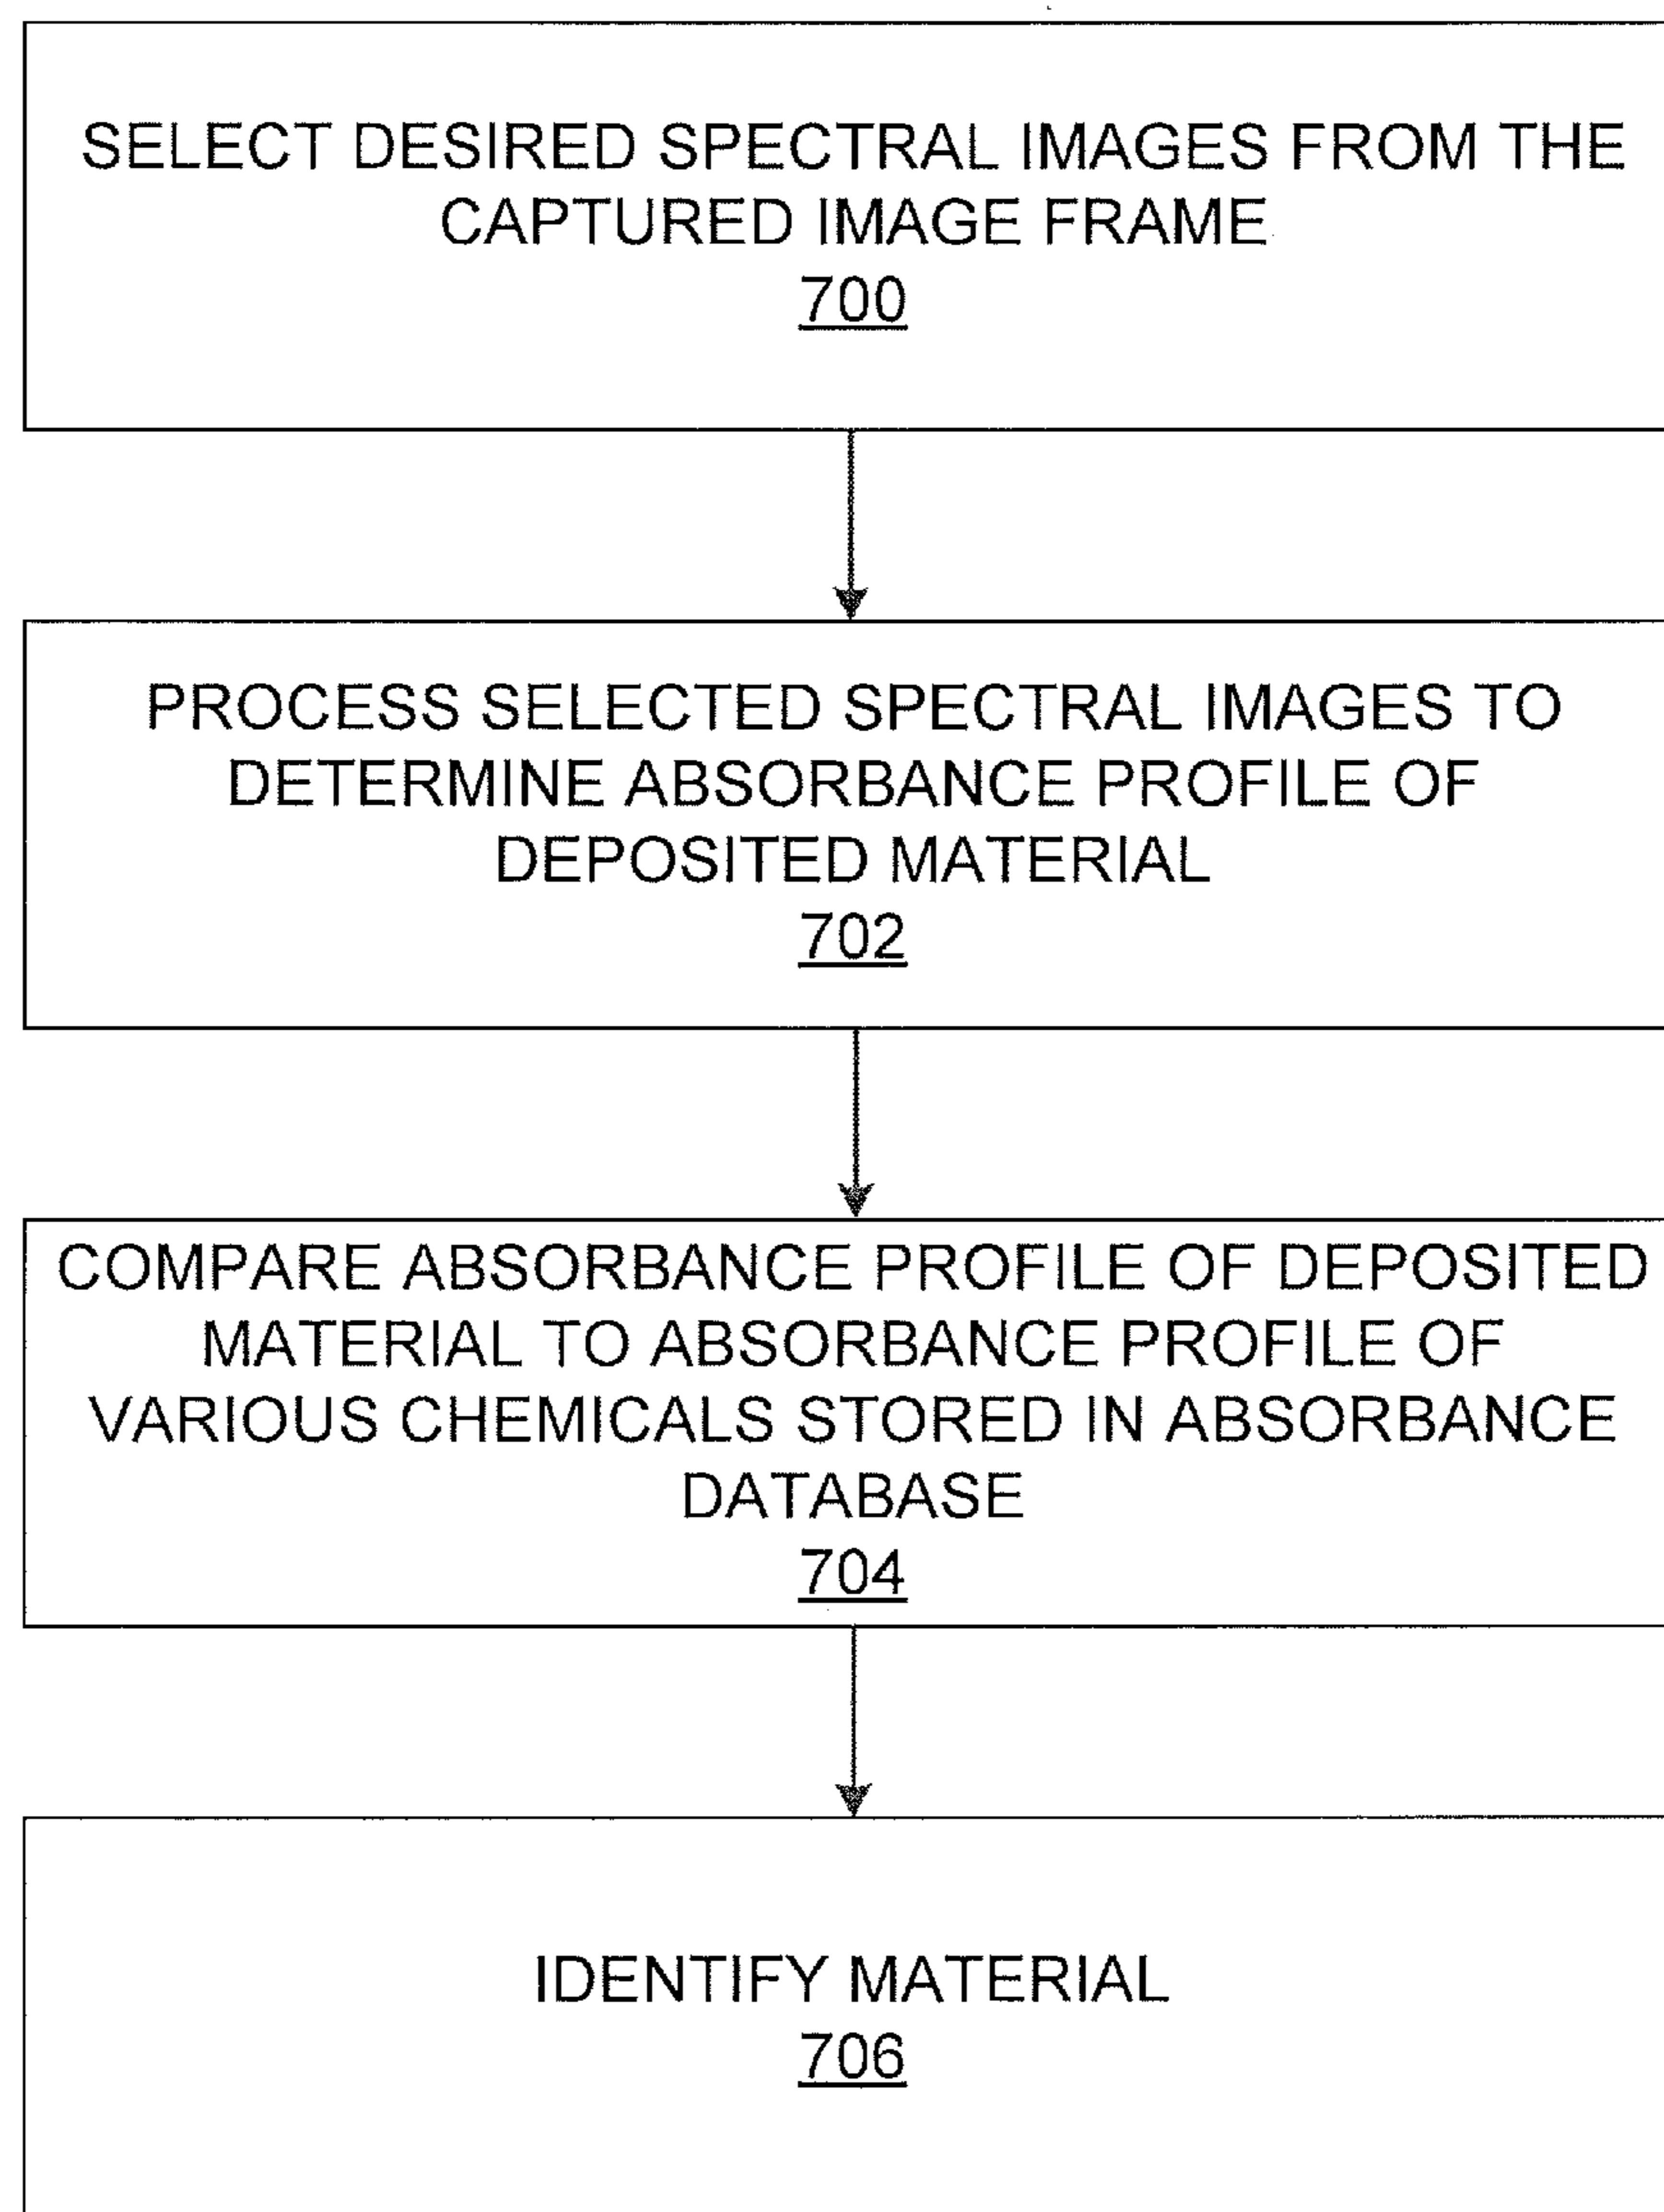 SELECT DESIRED SPECTRAL IMAGES FROM THE
CAPTURED IMAGE FRAME
700
PROCESS SELECTED SPECTRAL IMAGES TO
DETERMINE ABSORBANCE PROFILE OF
DEPOSITED MATERIAL
702
COMPARE ABSORBANCE PROFILE OF DEPOSITED
MATERIAL TO ABSORBANCE PROFILE OF
VARIOUS CHEMICALS STORED IN ABSORBANCE
DATABASE
704
IDENTIFY MATERIAL
706